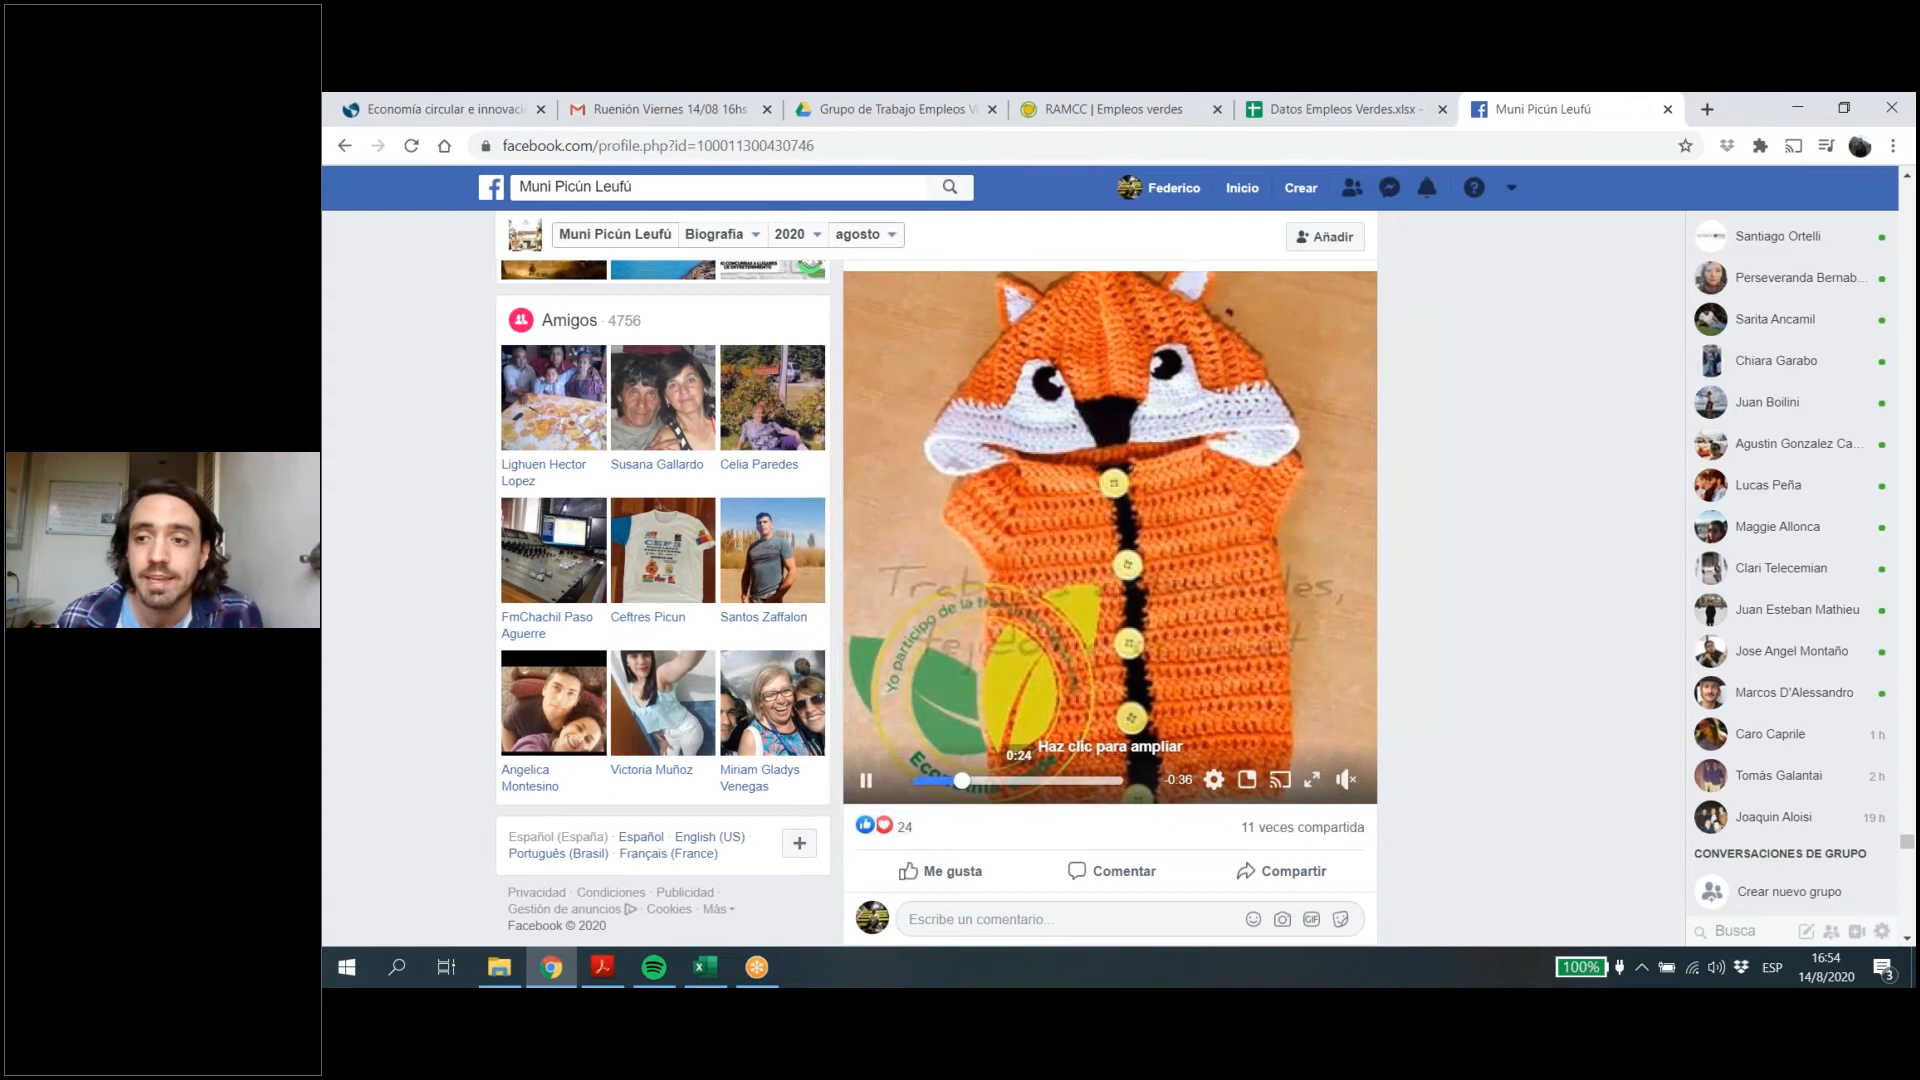 Economía circular e innovaci
Ruenión Viernes 14/08 16hs
Grupo de Trabajo Empleos V
RAMCC | Empleos verdes
Datos Empleos Verdes.xlsx -
Muni Picún Leufú
facebook.com/profile.php?id=100011300430746
Muni Picún Leufú
Federico
Inicio
Crear
Muni Picún Leufú
Biografía
2020
agosto
Añadir
Amigos · 4756
Lighuen Hector
Lopez
Susana Gallardo
Celia Paredes
FmChachil Paso
Aguerre
Ceftres Picun
Santos Zaffalon
Angelica
Montesino
Victoria Muñoz
Miriam Gladys
Venegas
Español (España) · Español · English (US) ·
Português (Brasil) · Français (France)
Privacidad · Condiciones · Publicidad ·
Gestión de anuncios · Cookies · Más
Facebook © 2020
Yo participo de la
Haz clic para ampliar
0:24
-0:36
24
11 veces compartida
Me gusta
Comentar
Compartir
Escribe un comentario...
GIF
Santiago Ortelli
Perseveranda Bernab...
Sarita Ancamil
Chiara Garabo
Juan Boilini
Agustin Gonzalez Ca...
Lucas Peña
Maggie Allonca
Clari Telecemian
Juan Esteban Mathieu
Jose Angel Montaño
Marcos D'Alessandro
Caro Caprile 1 h
Tomás Galantai 2 h
Joaquin Aloisi 19 h
CONVERSACIONES DE GRUPO
Crear nuevo grupo
Busca
100%
ESP
16:54
14/8/2020
3